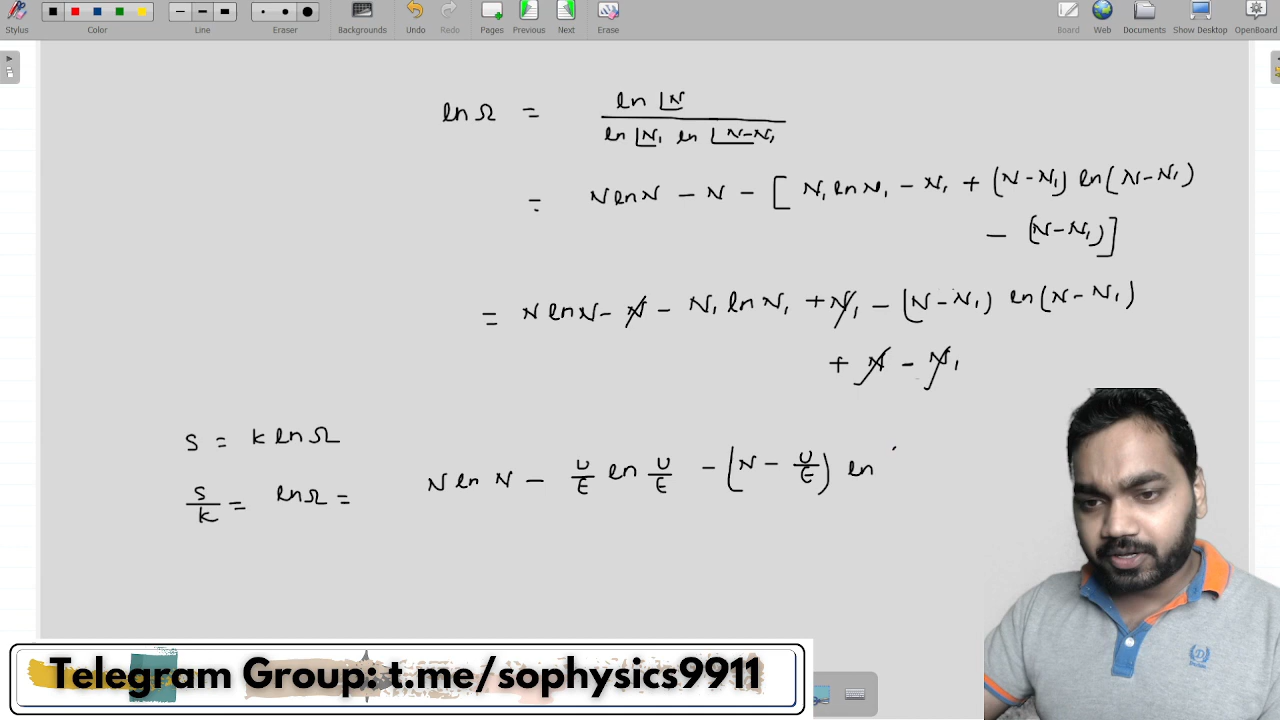 Stylus Color Line Eraser Backgrounds Undo Redo Pages Previous Next Erase Board Web Documents Show Desktop OpenBoard
ln Ω = ln ⌊N / ln ⌊N₁ ln ⌊N-N₁
= N ln N - N - [ N₁ ln N₁ - N₁ + (N-N₁) ln (N-N₁)
- (N-N₁) ]
= N ln N - N - N₁ ln N₁ + N₁ - (N-N₁) ln (N-N₁)
+ N - N₁
S = K ln Ω
S/K = ln Ω = N ln N - U/E ln U/E - (N - U/E) ln
Telegram Group: t.me/sophysics9911